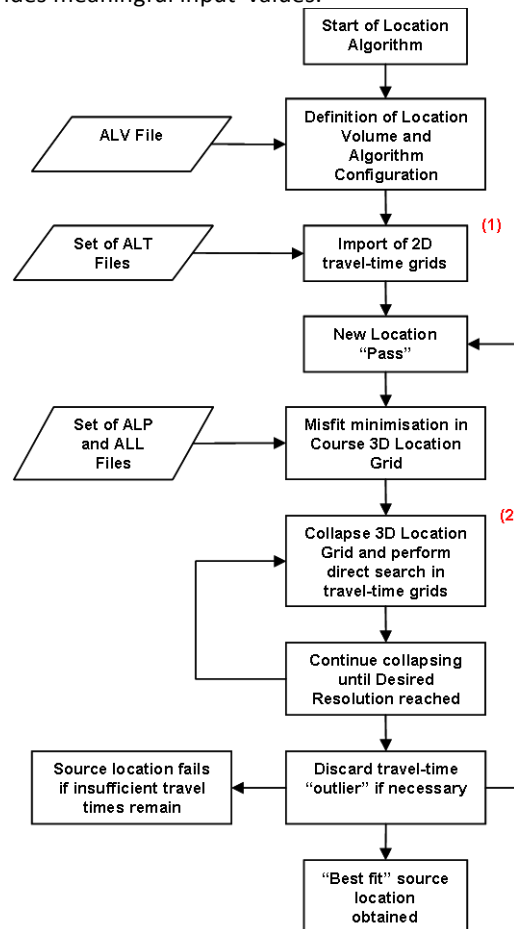 meaningful input values.
Start of Location
Algorithm
ALV File
Definition of Location
Volume and
Algorithm
Configuration
(1)
Set of ALT
Files
Import of 2D
travel-time grids
New Location
“Pass”
Set of ALP
and ALL
Files
Misfit minimisation in
Course 3D Location
Grid
(2
Collapse 3D Location
Grid and perform
direct search in
travel-time grids
Continue collapsing
until Desired
Resolution reached
Source location fails
if insufficient travel
times remain
Discard travel-time
“outlier” if necessary
“Best fit” source
location
obtained